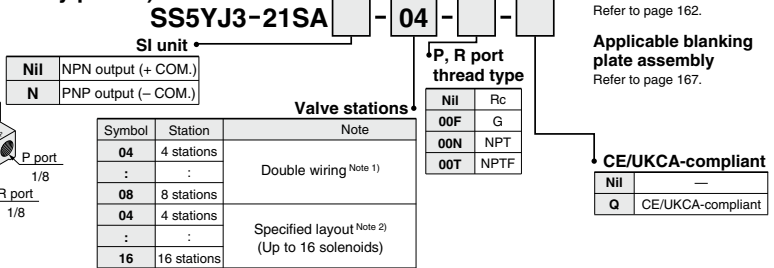 SS5YJ3-21SA - 04 - -
SI unit
Nil NPN output (+ COM.)
N PNP output (– COM.)
P port
1/8
R port
1/8
Valve stations
Symbol Station Note
04 4 stations
: :
08 8 stations
Double wiring Note 1)
04 4 stations
: :
16 16 stations
Specified layout Note 2)
(Up to 16 solenoids)
P, R port
thread type
Nil Rc
00F G
00N NPT
00T NPTF
Refer to page 162.
Applicable blanking
plate assembly
Refer to page 167.
CE/UKCA-compliant
Nil —
Q CE/UKCA-compliant